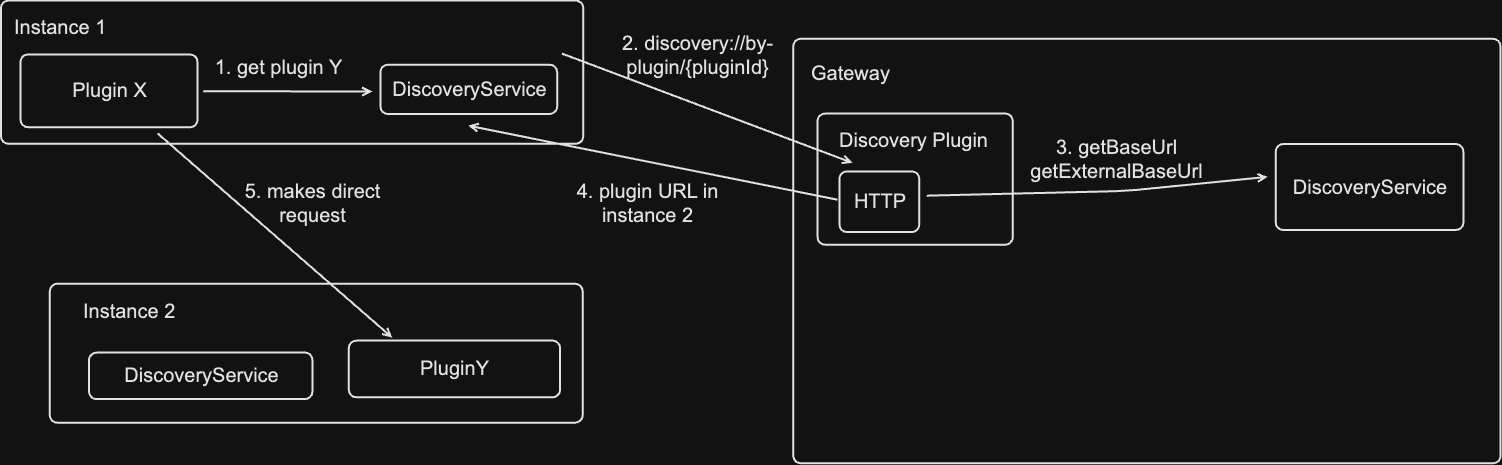 Instance 1
Plugin X
1. get plugin Y
DiscoveryService
2. discovery://by-
plugin/{pluginId}
Gateway
Discovery Plugin
HTTP
3. getBaseUrl
getExternalBaseUrl
DiscoveryService
4. plugin URL in
instance 2
5. makes direct
request
Instance 2
DiscoveryService
PluginY